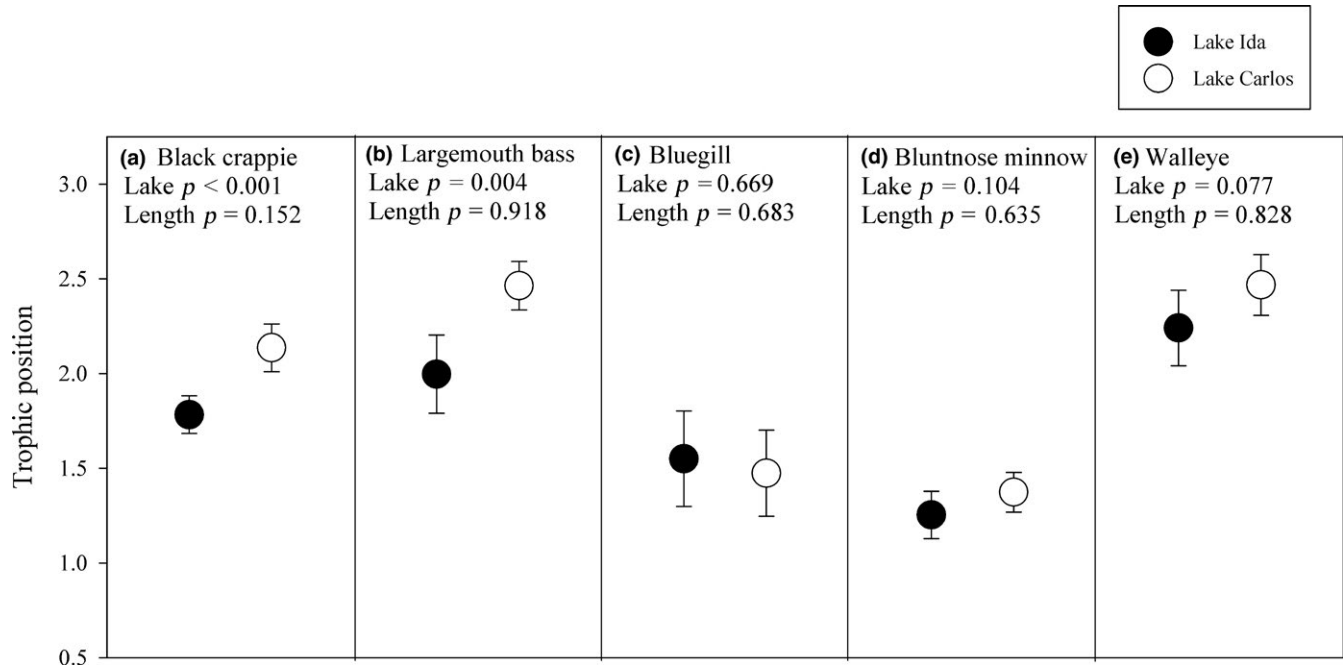 Lake Ida
Lake Carlos
(a) Black crappie
Lake p < 0.001
Length p = 0.152
(b) Largemouth bass
Lake p = 0.004
Length p = 0.918
(c) Bluegill
Lake p = 0.669
Length p = 0.683
(d) Bluntnose minnow
Lake p = 0.104
Length p = 0.635
(e) Walleye
Lake p = 0.077
Length p = 0.828
Trophic position
3.0
2.5
2.0
1.5
1.0
0.5